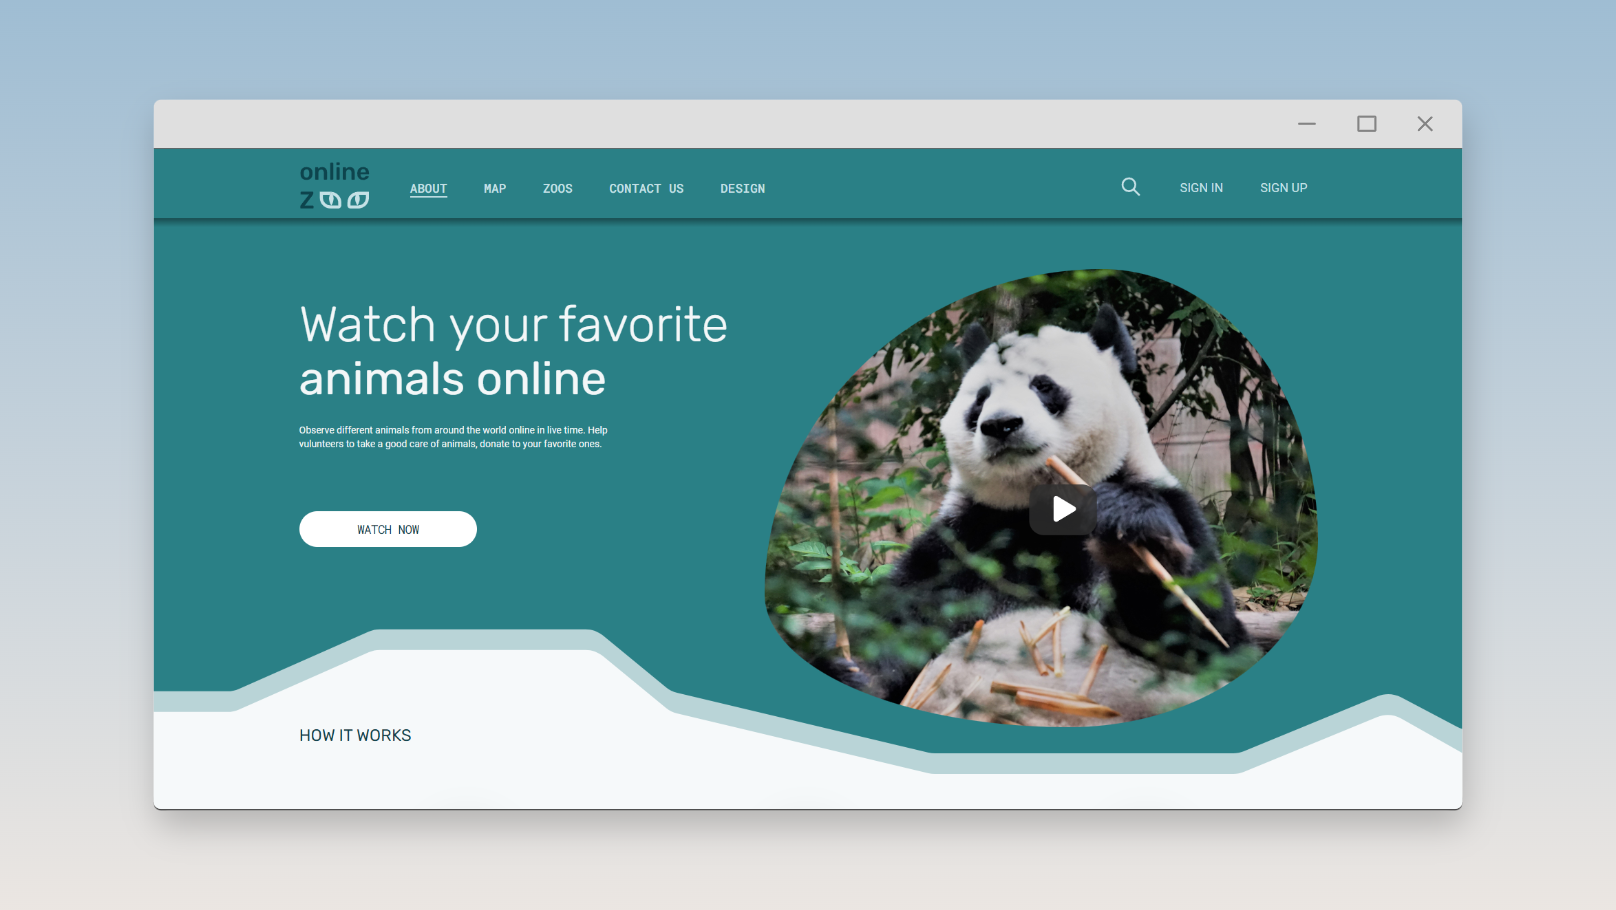 online
zoo
ABOUT MAP ZOOS CONTACT US DESIGN
SIGN IN SIGN UP
Watch your favorite
animals online
Observe different animals from around the world online in live time. Help
vulunteers to take a good care of animals, donate to your favorite ones.
WATCH NOW
HOW IT WORKS